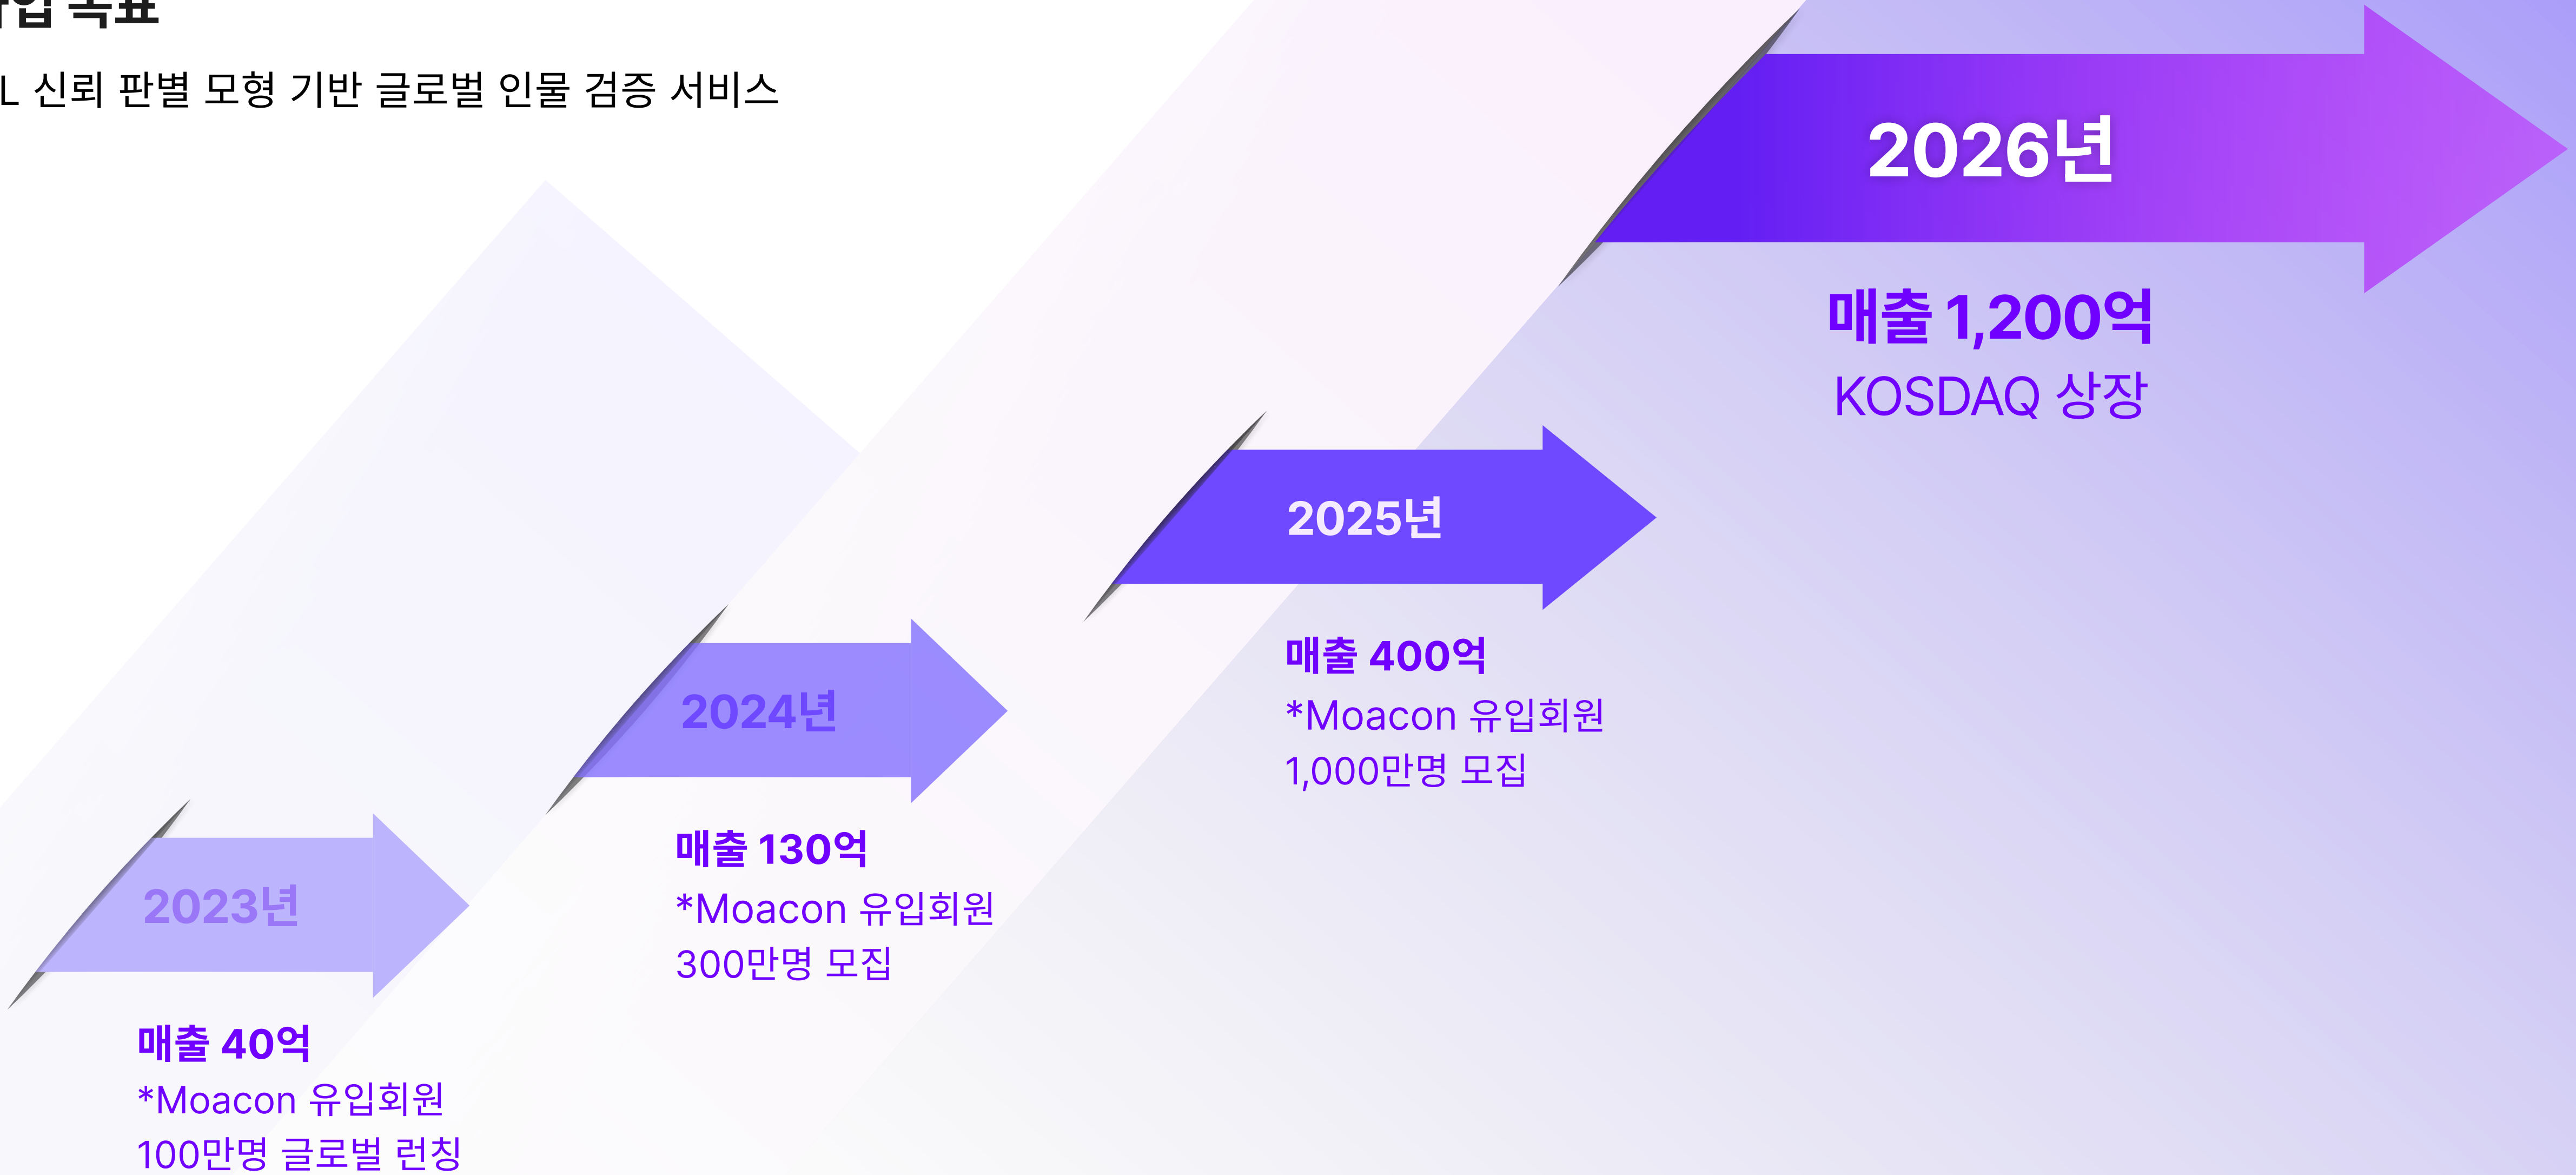 목표
L 신뢰 판별 모형 기반 글로벌 인물 검증 서비스
2023년
매출 40억
*Moacon 유입회원
100만명 글로벌 런칭
2024년
매출 130억
*Moacon 유입회원
300만명 모집
2025년
매출 400억
*Moacon 유입회원
1,000만명 모집
2026년
매출 1,200억
KOSDAQ 상장